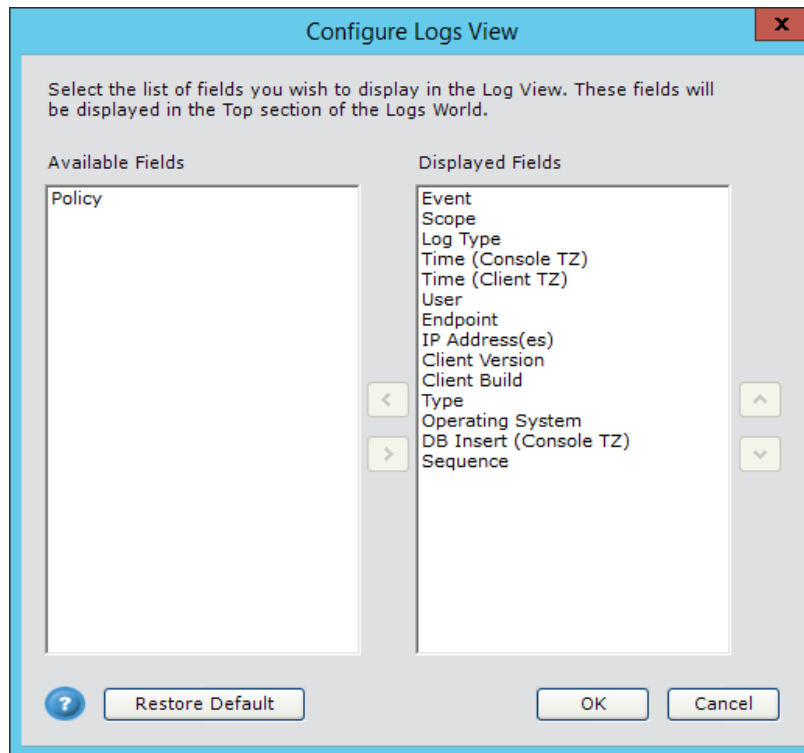 Configure Logs View
X
Select the list of fields you wish to display in the Log View. These fields will
be displayed in the Top section of the Logs World.
Available Fields
Policy
Displayed Fields
Event
Scope
Log Type
Time (Console TZ)
Time (Client TZ)
User
Endpoint
IP Address(es)
Client Version
Client Build
Type
Operating System
DB Insert (Console TZ)
Sequence
?
Restore Default
OK
Cancel